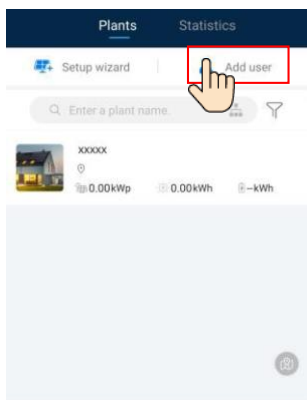 Plants Statistics
Setup wizard Add user
Enter a plant name.
xxxxx
0.00kWp 0.00kWh --kWh